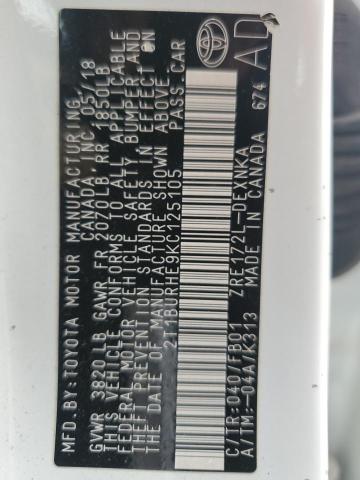 MFD BY:TOYOTA MOTOR MANUFACTURING
CANADA, INC. 05/18
GVWR 3820LB GAWR FR 2070LB RR 1850LB
THIS VEHICLE CONFORMS TO ALL APPLICABLE
FEDERAL MOTOR VEHICLE SAFETY BUMPER AND
THEFT PREVENTION STANDARDS IN EFFECT ON
THE DATE OF MANUFACTURE SHOWN ABOVE.
2T1BURHE9KC125105 PASS.CAR
C/TR:040/FB01 ZRE172L-DEXNKA
A/TM:-04A/K313 MADE IN CANADA 674
AD
TOYOTA